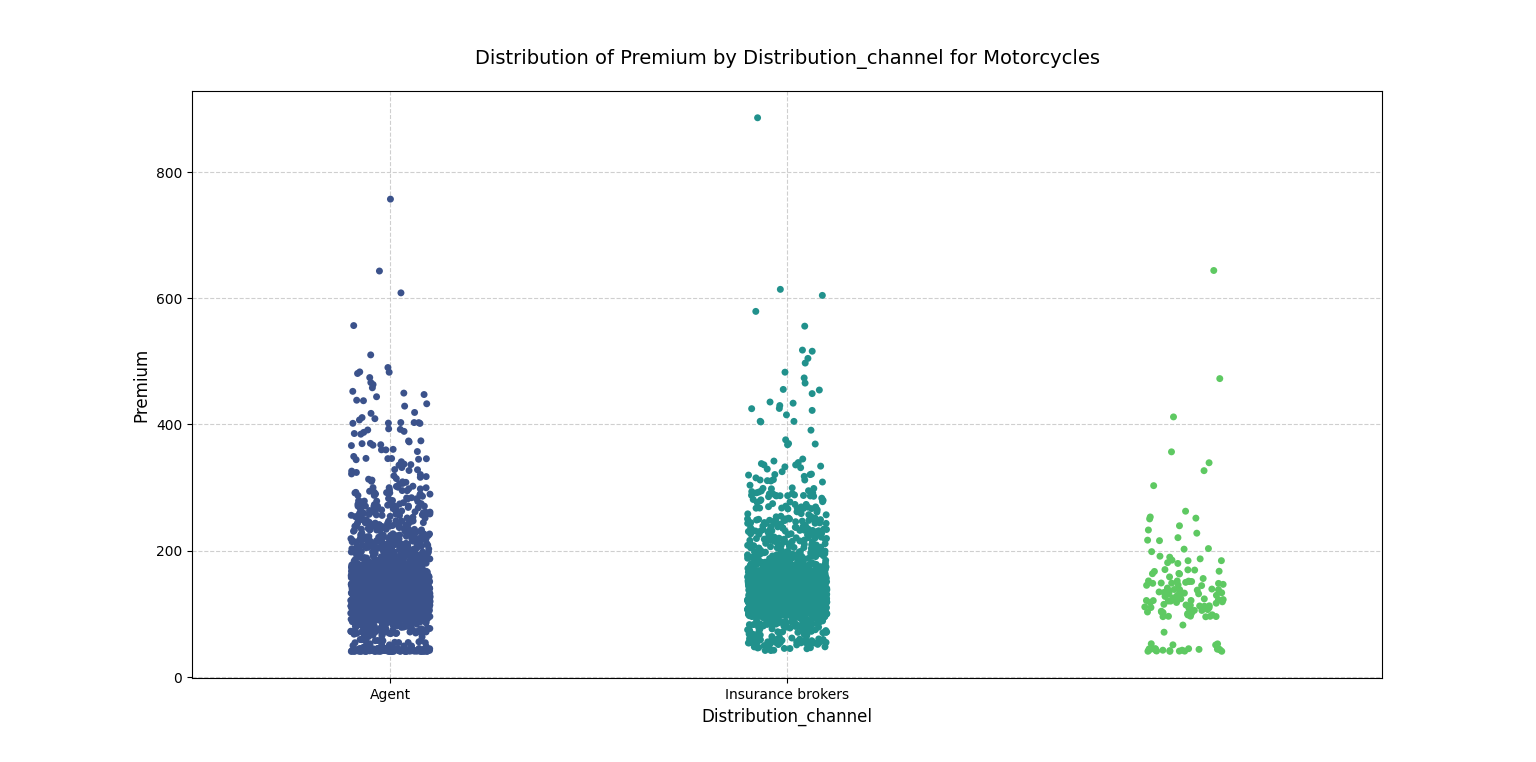 Distribution of Premium by Distribution_channel for Motorcycles
Premium
800
600
400
200
0
Agent
Insurance brokers
Distribution_channel